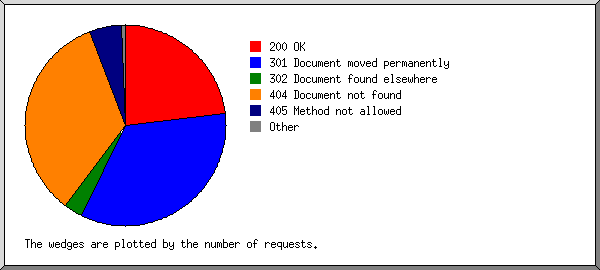 200 OK
301 Document moved permanently
302 Document found elsewhere
404 Document not found
405 Method not allowed
Other
The wedges are plotted by the number of requests.